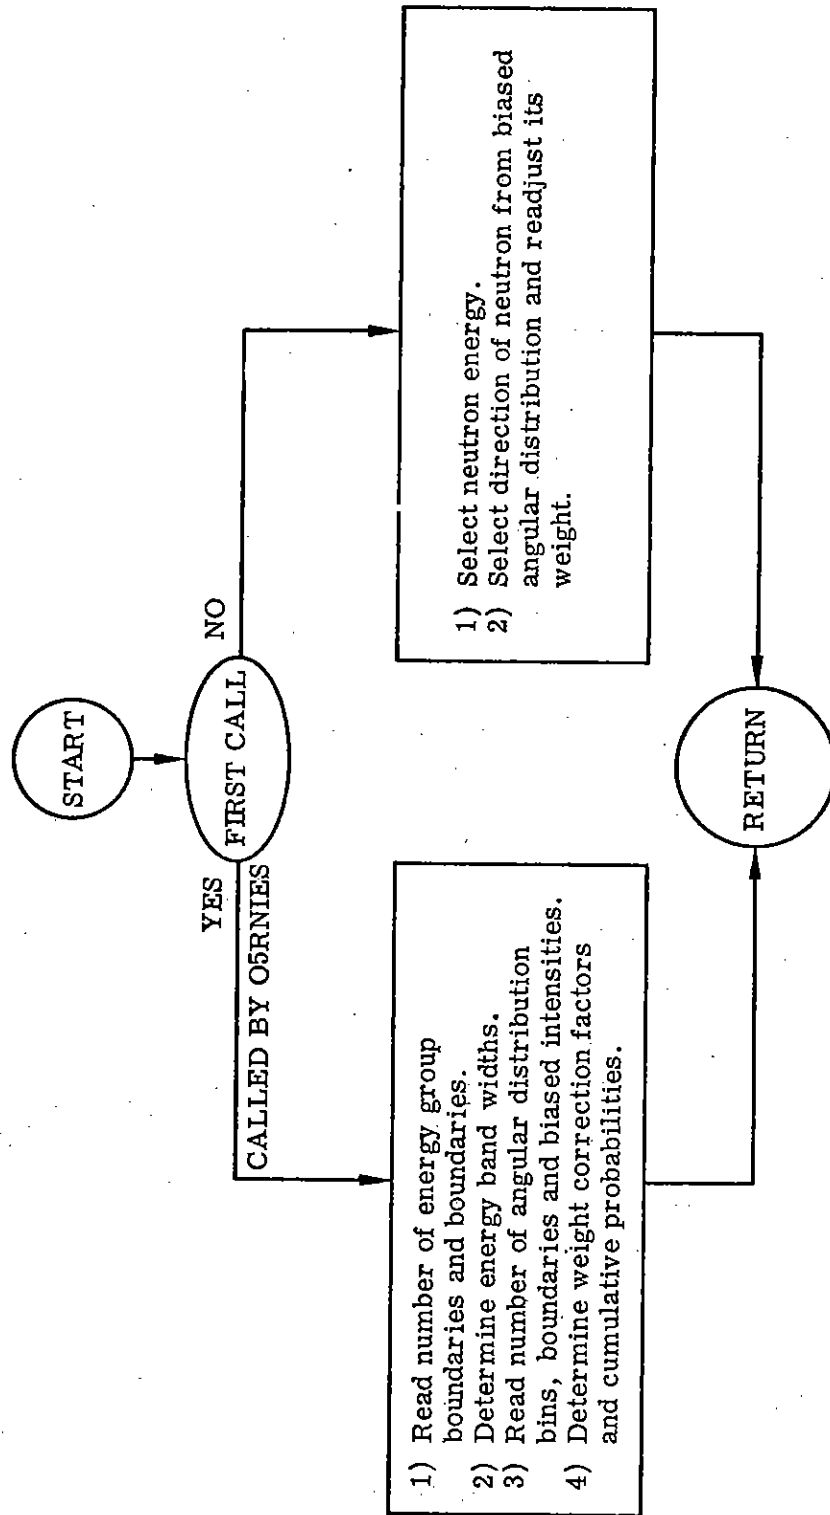 START
FIRST CALL
YES
NO
CALLED BY O5RNIES
1) Read number of energy group
boundaries and boundaries.
2) Determine energy band widths.
3) Read number of angular distribution
bins, boundaries and biased intensities.
4) Determine weight correction factors
and cumulative probabilities.
1) Select neutron energy.
2) Select direction of neutron from biased
angular distribution and readjust its
weight.
RETURN